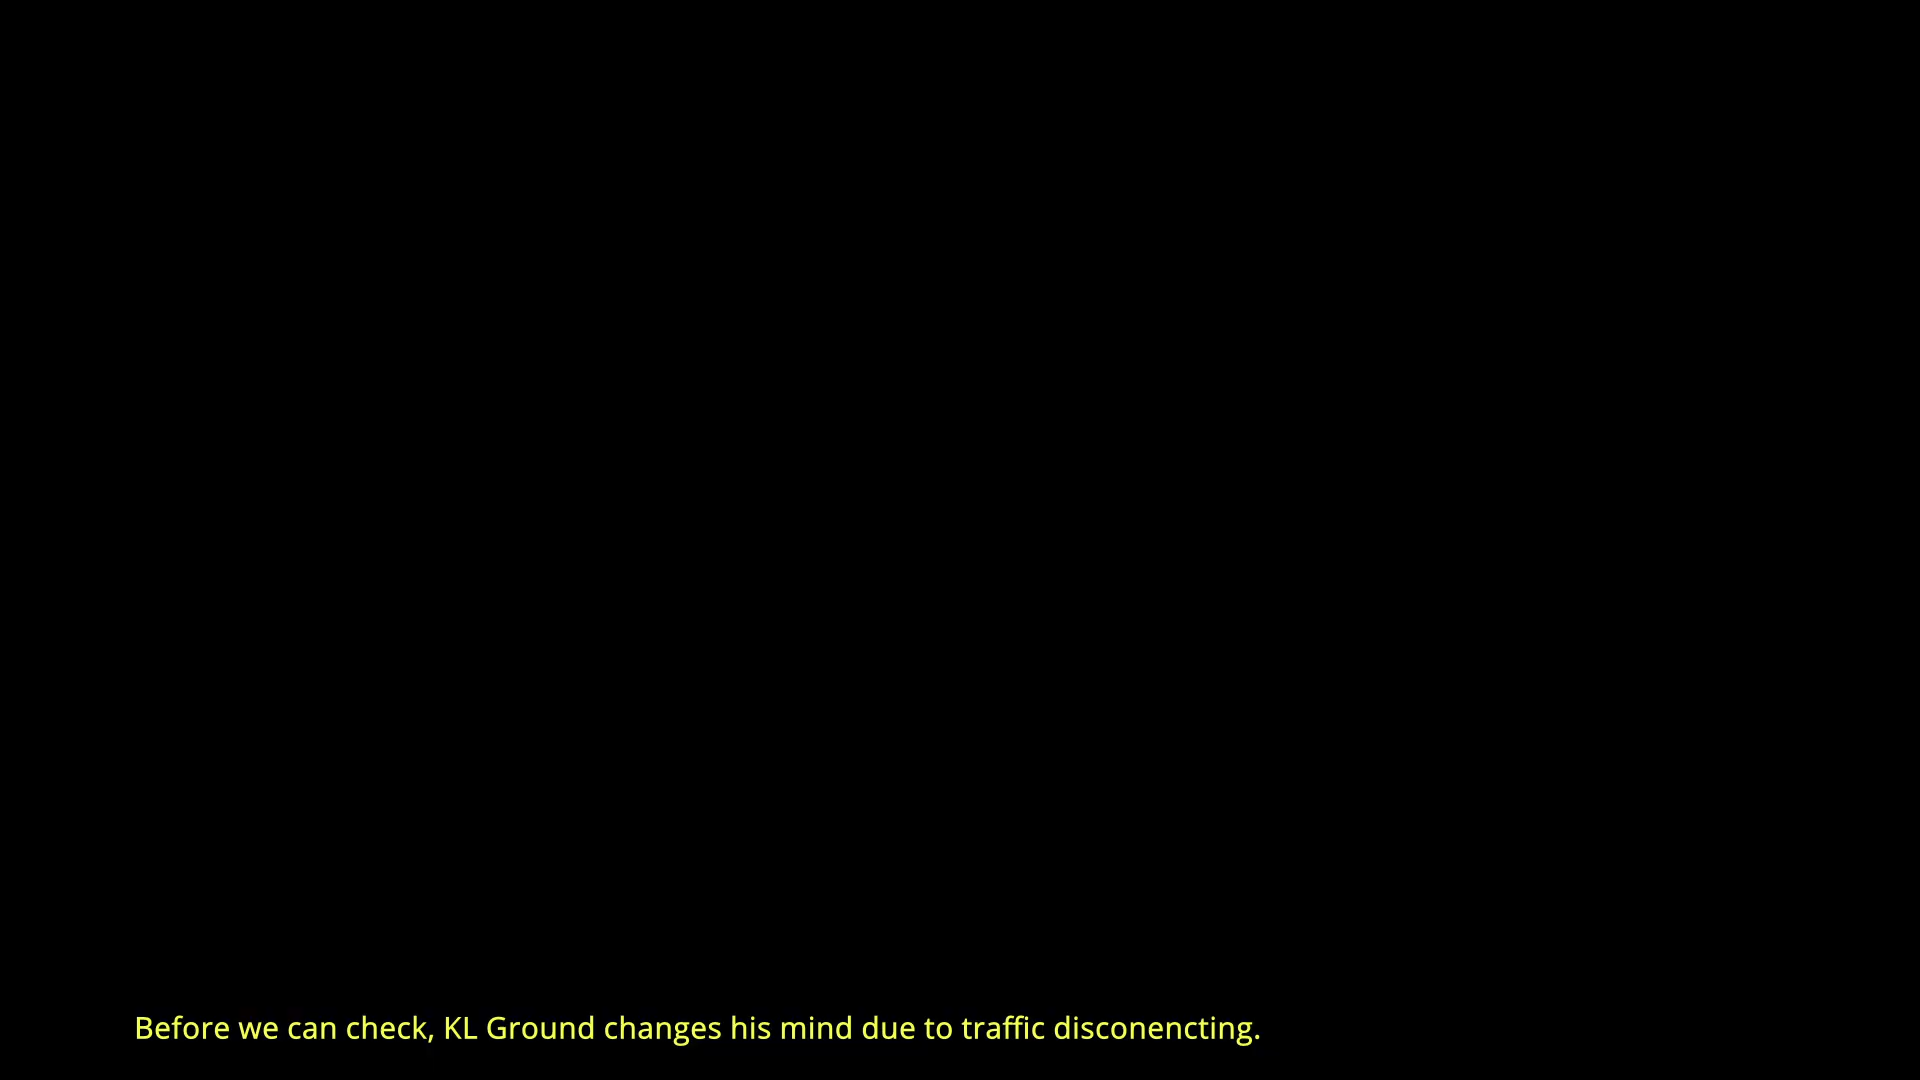 Before we can check, KL Ground changes his mind due to traffic disconencting.